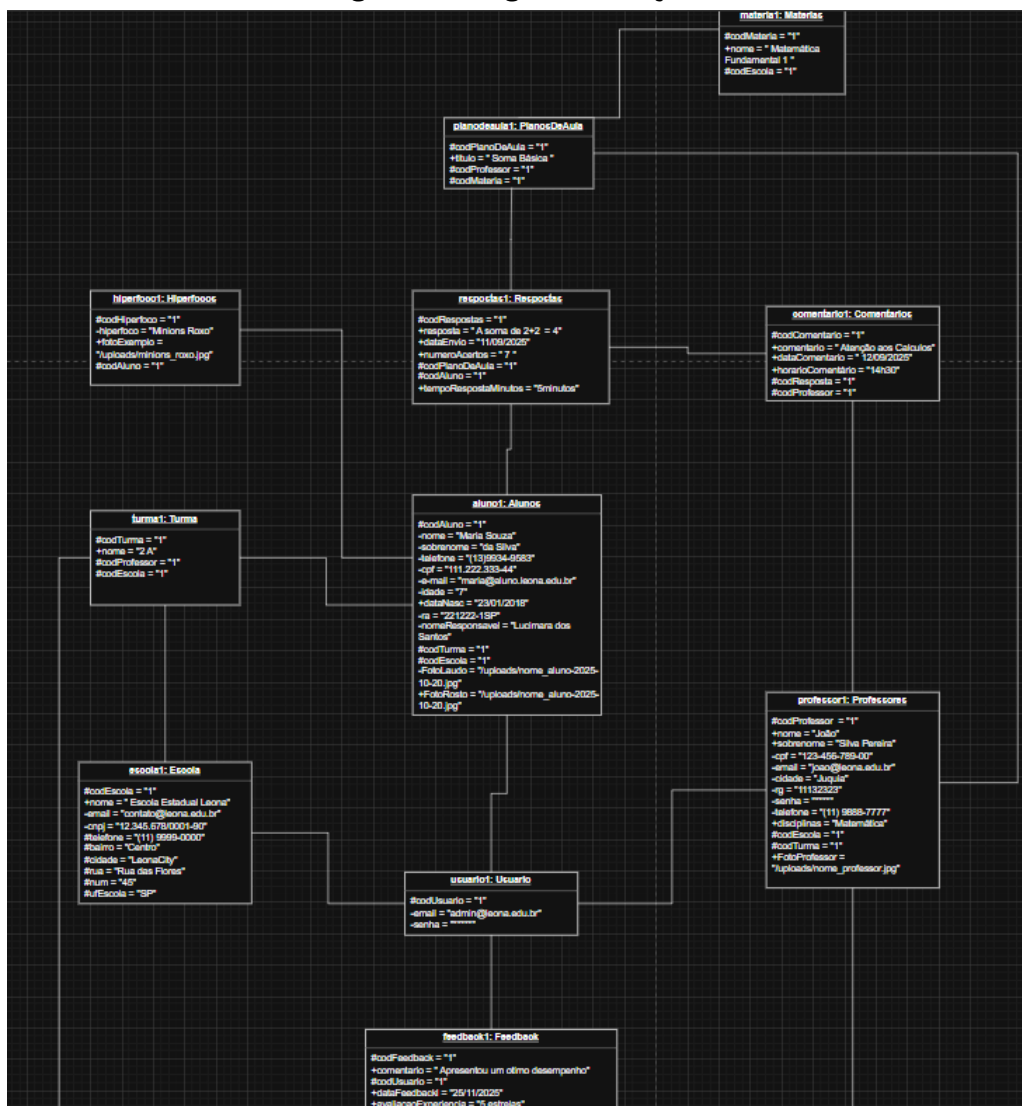 materia1: Materias
#codMateria = "1"
+nome = " Matemática
Fundamental 1 "
#codEscola = "1"
planodeaula1: PlanosDeAula
#codPlanoDeAula = "1"
+titulo = " Soma Básica "
#codProfessor = "1"
#codMateria = "1"
hiperfoco1: Hiperfocos
#codHiperfoco = "1"
-hiperfoco = "Minions Roxo"
+fotoExemplo =
"/uploads/minions_roxo.jpg"
#codAluno = "1"
respostas1: Respostas
#codRespostas = "1"
+resposta = " A soma de 2+2 = 4"
+dataEnvio = "11/09/2025"
+numeroAcertos = " 7 "
#codPlanoDeAula = "1"
#codAluno = "1"
+tempoRespostaMinutos = "5minutos"
comentario1: Comentarios
#codComentario = "1"
+comentario = " Atenção aos Calculos"
+dataComentario = " 12/09/2025"
+horarioComentário = "14h30"
#codResposta = "1"
#codProfessor = "1"
turma1: Turma
#codTurma = "1"
+nome = "2 A"
#codProfessor = "1"
#codEscola = "1"
aluno1: Alunos
#codAluno = "1"
-nome = "Maria Souza"
-sobrenome = "da Silva"
-telefone = "(13)9934-9583"
-cpf = "111.222.333-44"
-e-mail = "maria@aluno.leona.edu.br"
-idade = "7"
+dataNasc = "23/01/2018"
-ra = "221222-1SP"
-nomeResponsavel = "Lucimara dos
Santos"
#codTurma = "1"
#codEscola = "1"
-FotoLaudo = "/uploads/nome_aluno-2025-
10-20.jpg"
+FotoRosto = "/uploads/nome_aluno-2025-
10-20.jpg"
professor1: Professores
#codProfessor  = "1"
+nome = "João"
+sobrenome = "Silva Pereira"
-cpf = "123-456-789-00"
-email = "joao@leona.edu.br"
-cidade = "Juquia"
-rg = "11132323"
-senha = "******"
-telefone = "(11) 9888-7777"
+disciplinas = "Matemática"
#codEscola = "1"
#codTurma = "1"
+FotoProfessor =
"/uploads/nome_professor.jpg"
escola1: Escola
#codEscola = "1"
+nome = " Escola Estadual Leona"
-email = "contato@leona.edu.br"
-cnpj = "12.345.678/0001-90"
#telefone = "(11) 9999-0000"
#bairro = "Centro"
#cidade = "LeonaCity"
#rua = "Rua das Flores"
#num = "45"
#ufEscola = "SP"
usuario1: Usuario
#codUsuario = "1"
-email = "admin@leona.edu.br"
-senha = "*******"
feedback1: Feedback
#codFeedback = "1"
+comentario = " Apresentou um otimo desempenho"
#codUsuario = "1"
+dataFeedback = "25/11/2025"
+avaliacaoExperiencia = "5 estrelas"